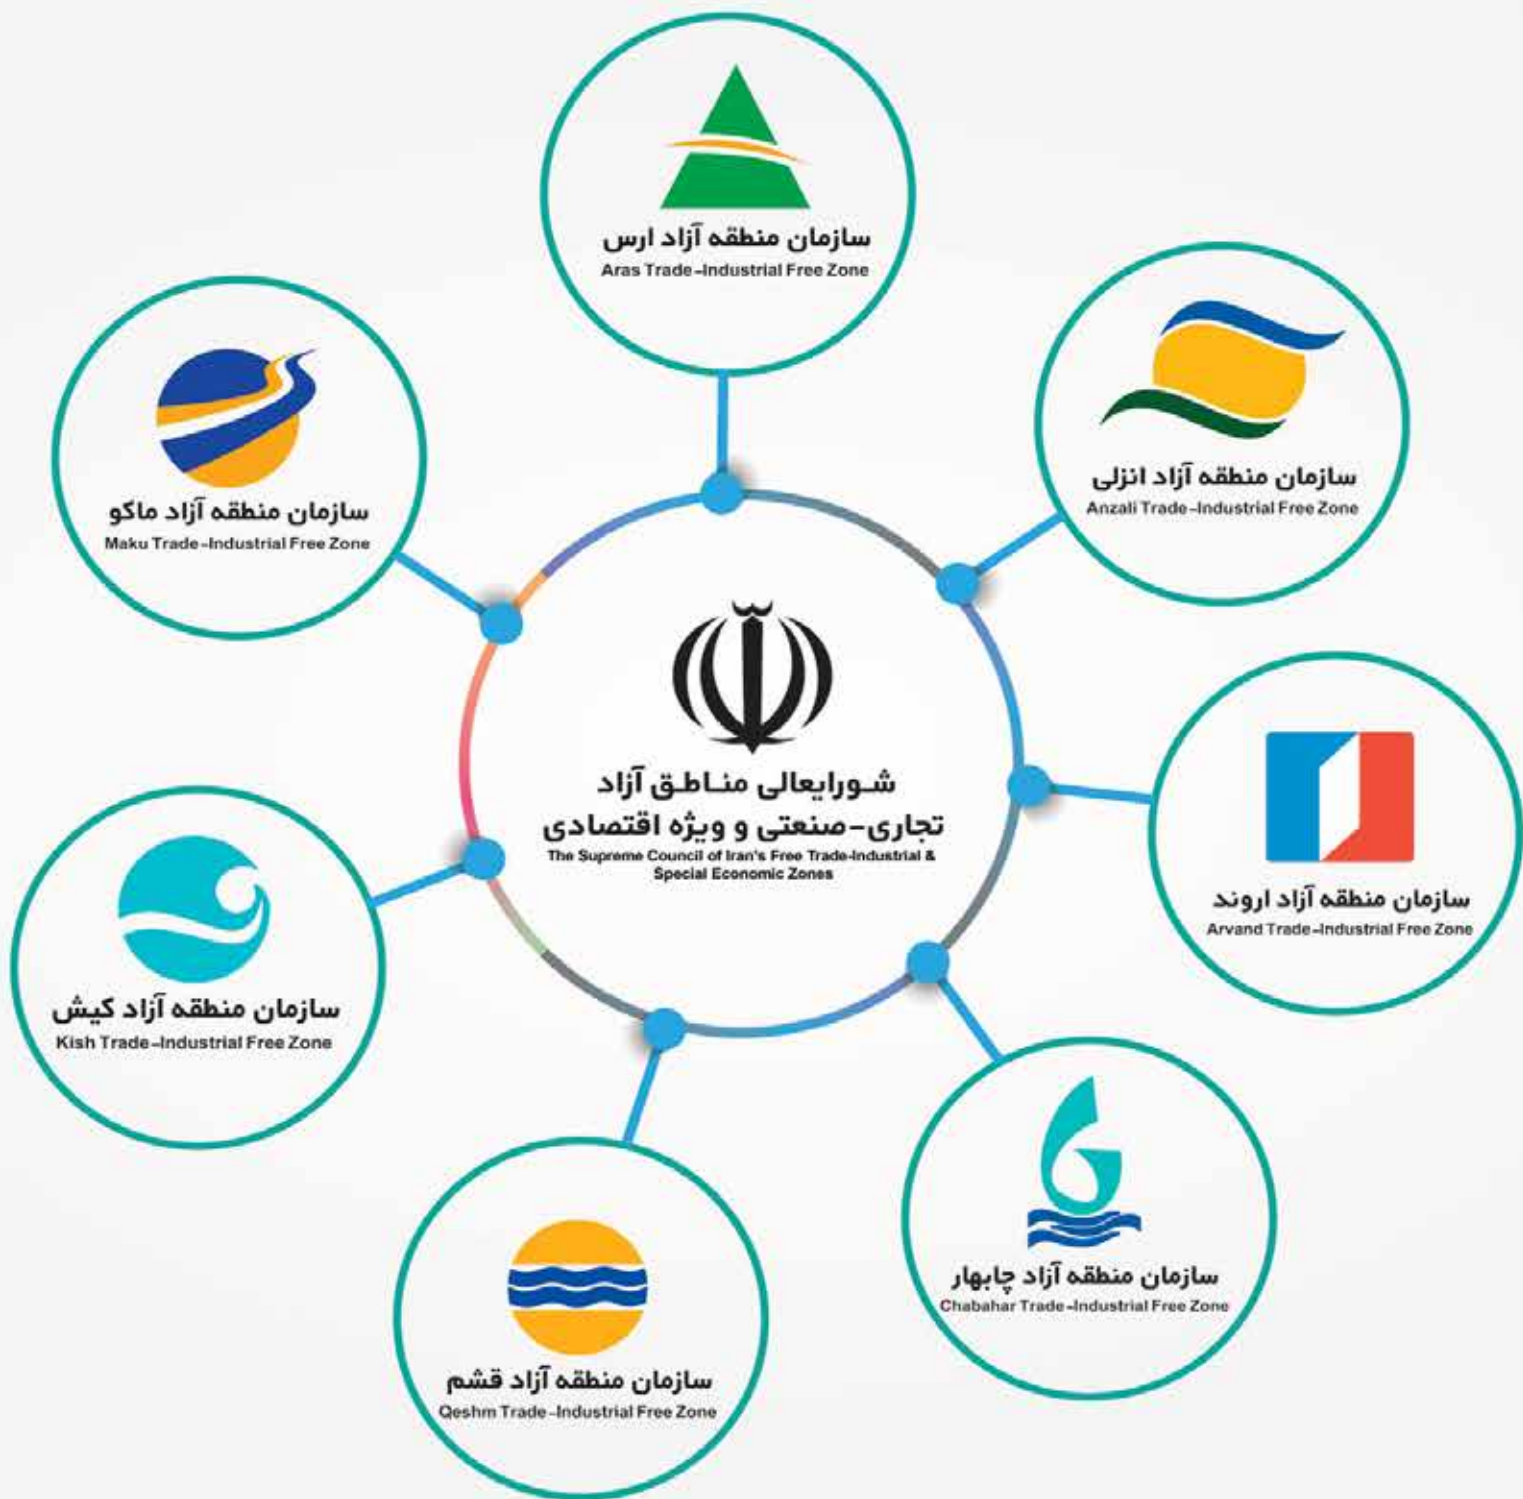 سازمان منطقه آزاد ارس
Aras Trade-Industrial Free Zone
سازمان منطقه آزاد انزلی
Anzali Trade-Industrial Free Zone
سازمان منطقه آزاد ماکو
Maku Trade-Industrial Free Zone
شورایعالی مناطق آزاد
تجاری-صنعتی و ویژه اقتصادی
The Supreme Council of Iran's Free Trade-Industrial &
Special Economic Zones
سازمان منطقه آزاد اروند
Arvand Trade-Industrial Free Zone
سازمان منطقه آزاد کیش
Kish Trade-Industrial Free Zone
سازمان منطقه آزاد چابهار
Chabahar Trade-Industrial Free Zone
سازمان منطقه آزاد قشم
Qeshm Trade-Industrial Free Zone